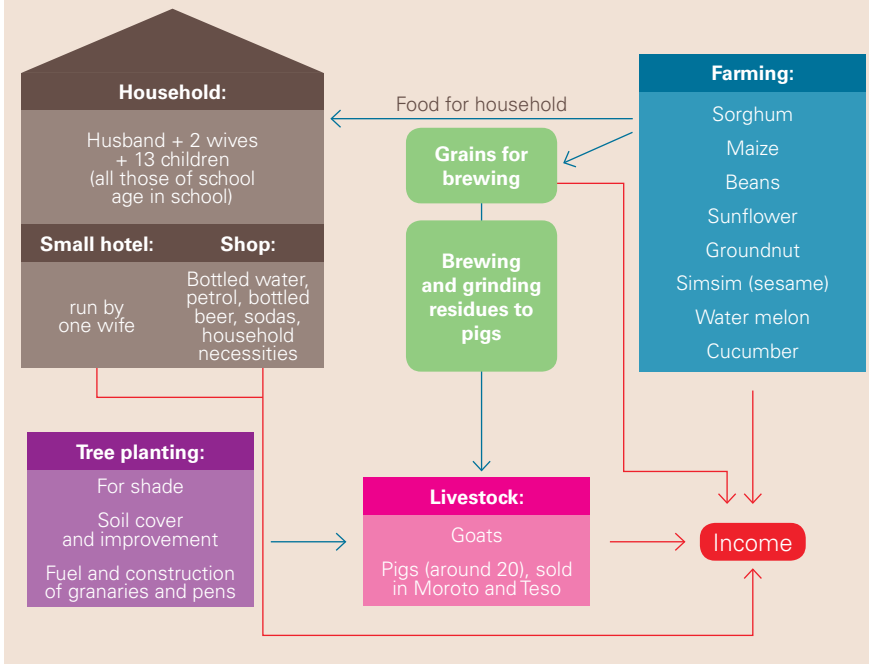 Household:
Husband + 2 wives
+ 13 children
(all those of school
age in school)
Small hotel:
run by
one wife
Shop:
Bottled water,
petrol, bottled
beer, sodas,
household
necessities
Food for household
Grains for
brewing
Brewing
and grinding
residues to
pigs
Farming:
Sorghum
Maize
Beans
Sunflower
Groundnut
Simsim (sesame)
Water melon
Cucumber
Tree planting:
For shade
Soil cover
and improvement
Fuel and construction
of granaries and pens
Livestock:
Goats
Pigs (around 20), sold
in Moroto and Teso
Income